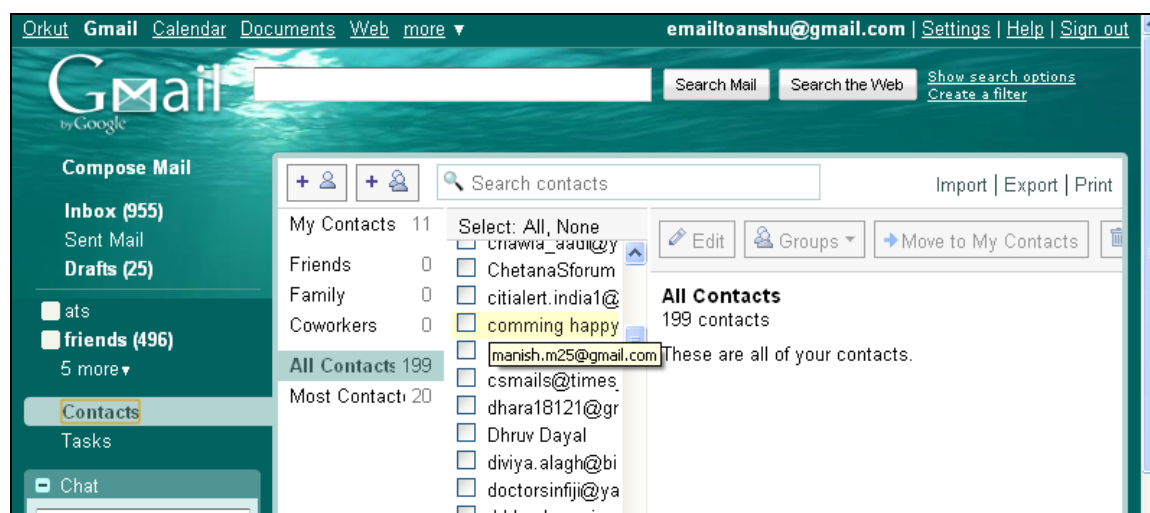 Orkut Gmail Calendar Documents Web more ▼
emailtoanshu@gmail.com | Settings | Help | Sign out
Gmail
by Google
Search Mail
Search the Web
Show search options
Create a filter
Compose Mail
Inbox (955)
Sent Mail
Drafts (25)
ats
friends (496)
5 more▾
Contacts
Tasks
Chat
+
+
Search contacts
Import | Export | Print
My Contacts 11
Friends 0
Family 0
Coworkers 0
All Contacts 199
Most Contact 20
Select: All, None
chawla_aadi@y
ChetanaSforum
citialert.india1@
comming happy
manish.m25@gmail.com
csmails@times_
dhara18121@gr
Dhruv Dayal
diviya.alagh@bi
doctorsinfiji@ya
Edit
Groups ▾
Move to My Contacts
All Contacts
199 contacts
These are all of your contacts.